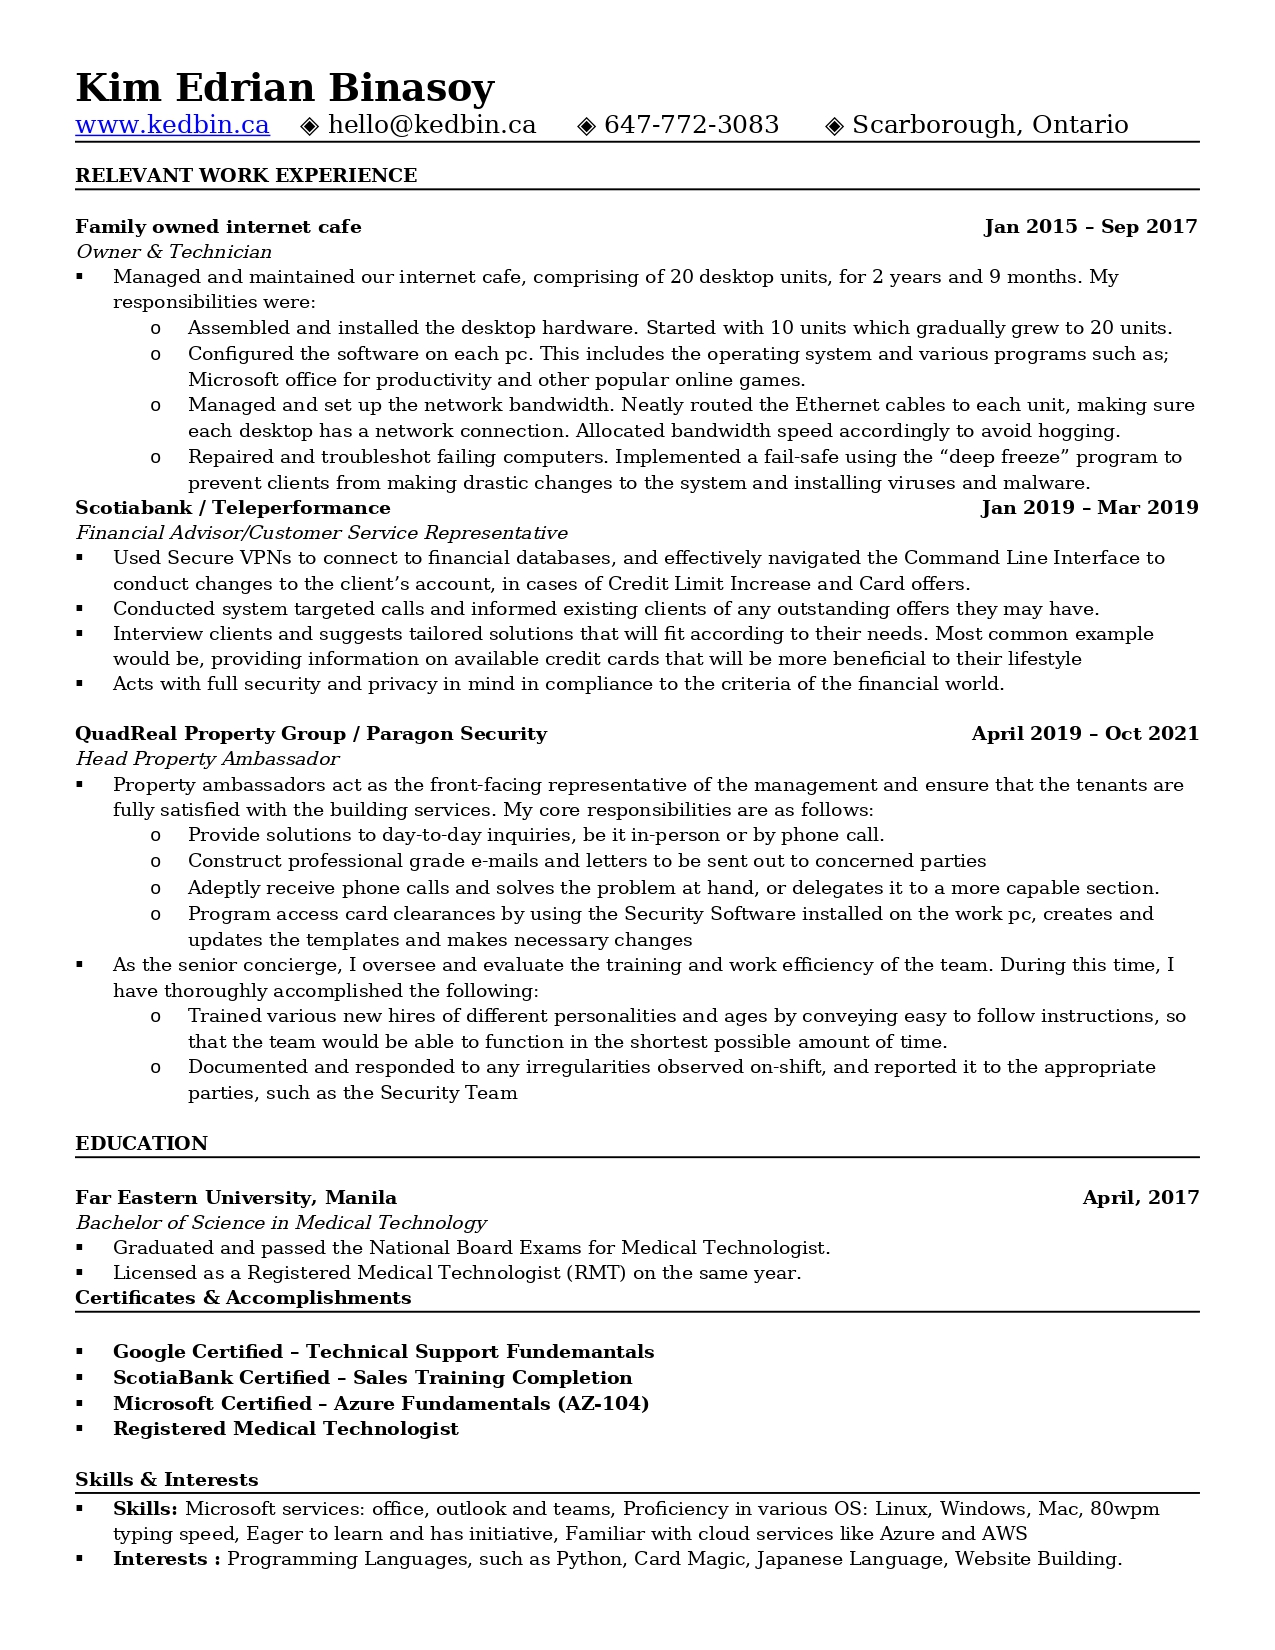 Kim Edrian Binasoy
www.kedbin.ca ◈ hello@kedbin.ca ◈ 647-772-3083 ◈ Scarborough, Ontario
RELEVANT WORK EXPERIENCE
Family owned internet cafe Jan 2015 – Sep 2017
Owner & Technician
▪ Managed and maintained our internet cafe, comprising of 20 desktop units, for 2 years and 9 months. My
responsibilities were:
o Assembled and installed the desktop hardware. Started with 10 units which gradually grew to 20 units.
o Configured the software on each pc. This includes the operating system and various programs such as;
Microsoft office for productivity and other popular online games.
o Managed and set up the network bandwidth. Neatly routed the Ethernet cables to each unit, making sure
each desktop has a network connection. Allocated bandwidth speed accordingly to avoid hogging.
o Repaired and troubleshot failing computers. Implemented a fail-safe using the “deep freeze” program to
prevent clients from making drastic changes to the system and installing viruses and malware.
Scotiabank / Teleperformance Jan 2019 – Mar 2019
Financial Advisor/Customer Service Representative
▪ Used Secure VPNs to connect to financial databases, and effectively navigated the Command Line Interface to
conduct changes to the client’s account, in cases of Credit Limit Increase and Card offers.
▪ Conducted system targeted calls and informed existing clients of any outstanding offers they may have.
▪ Interview clients and suggests tailored solutions that will fit according to their needs. Most common example
would be, providing information on available credit cards that will be more beneficial to their lifestyle
▪ Acts with full security and privacy in mind in compliance to the criteria of the financial world.
QuadReal Property Group / Paragon Security April 2019 – Oct 2021
Head Property Ambassador
▪ Property ambassadors act as the front-facing representative of the management and ensure that the tenants are
fully satisfied with the building services. My core responsibilities are as follows:
o Provide solutions to day-to-day inquiries, be it in-person or by phone call.
o Construct professional grade e-mails and letters to be sent out to concerned parties
o Adeptly receive phone calls and solves the problem at hand, or delegates it to a more capable section.
o Program access card clearances by using the Security Software installed on the work pc, creates and
updates the templates and makes necessary changes
▪ As the senior concierge, I oversee and evaluate the training and work efficiency of the team. During this time, I
have thoroughly accomplished the following:
o Trained various new hires of different personalities and ages by conveying easy to follow instructions, so
that the team would be able to function in the shortest possible amount of time.
o Documented and responded to any irregularities observed on-shift, and reported it to the appropriate
parties, such as the Security Team
EDUCATION
Far Eastern University, Manila April, 2017
Bachelor of Science in Medical Technology
▪ Graduated and passed the National Board Exams for Medical Technologist.
▪ Licensed as a Registered Medical Technologist (RMT) on the same year.
Certificates & Accomplishments
▪ Google Certified – Technical Support Fundemantals
▪ ScotiaBank Certified – Sales Training Completion
▪ Microsoft Certified – Azure Fundamentals (AZ-104)
▪ Registered Medical Technologist
Skills & Interests
▪ Skills: Microsoft services: office, outlook and teams, Proficiency in various OS: Linux, Windows, Mac, 80wpm
typing speed, Eager to learn and has initiative, Familiar with cloud services like Azure and AWS
▪ Interests : Programming Languages, such as Python, Card Magic, Japanese Language, Website Building.